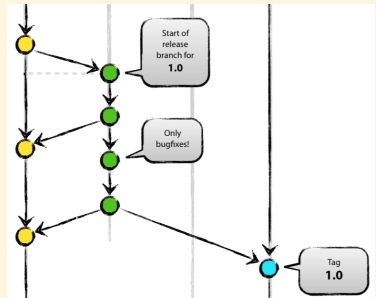 Start of
release
branch for
1.0
Only
bugfixes!
Tag
1.0